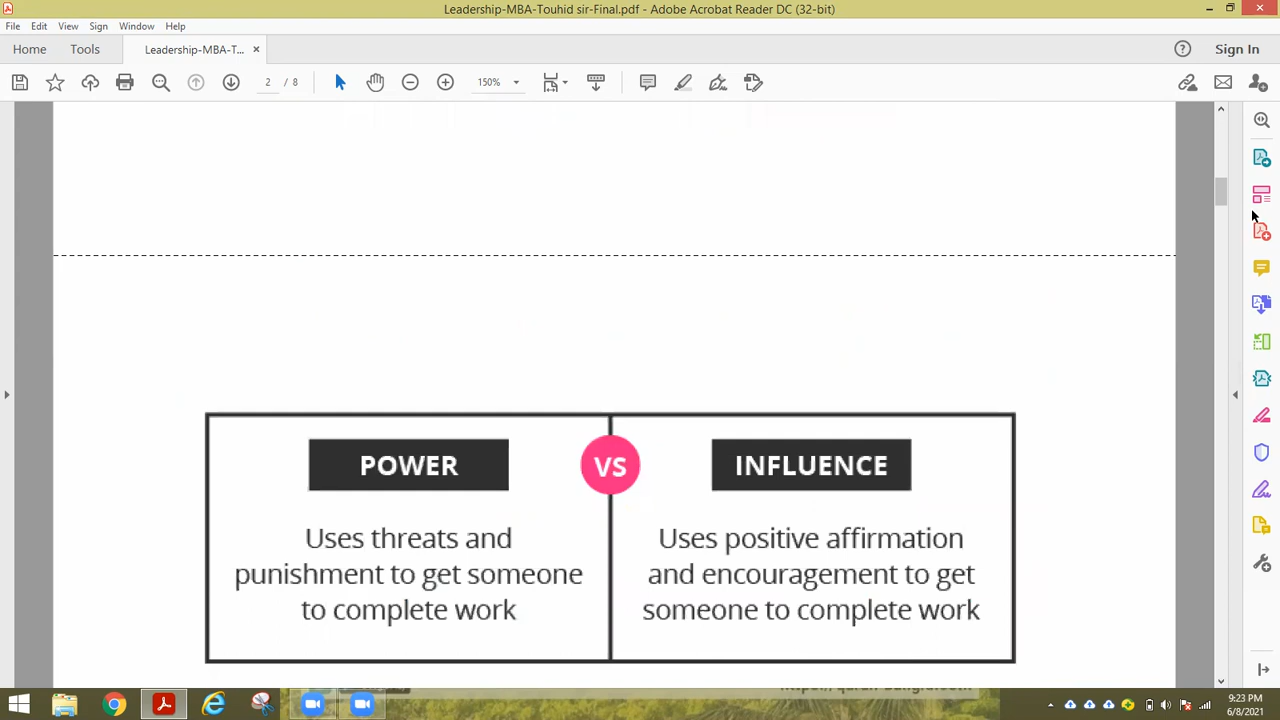 Leadership-MBA-Touhid sir-Final.pdf - Adobe Acrobat Reader DC (32-bit)
File Edit View Sign Window Help
Home Tools Leadership-MBA-T... × Sign In
2 / 8 150%
POWER VS INFLUENCE
Uses threats and
punishment to get someone
to complete work
Uses positive affirmation
and encouragement to get
someone to complete work
9:23 PM
6/8/2021